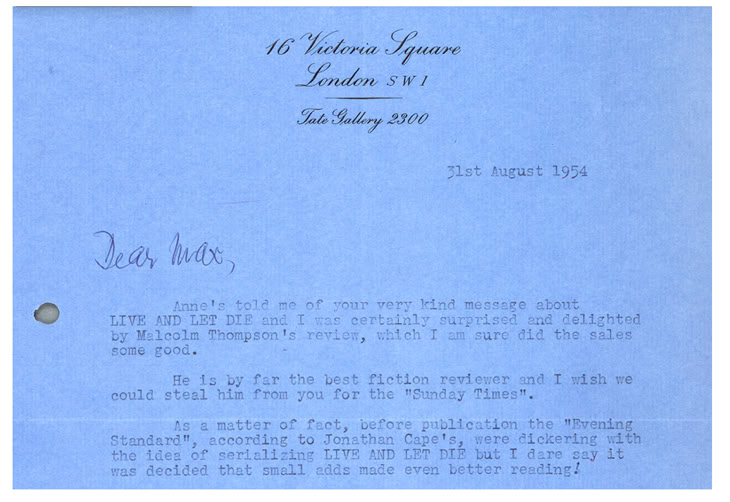 16 Victoria Square
London SW1
Tate Gallery 2300
31st August 1954
Dear Max,
Anne's told me of your very kind message about
LIVE AND LET DIE and I was certainly surprised and delighted
by Malcolm Thompson's review, which I am sure did the sales
some good.
He is by far the best fiction reviewer and I wish we
could steal him from you for the "Sunday Times".
As a matter of fact, before publication the "Evening
Standard", according to Jonathan Cape's, were dickering with
the idea of serializing LIVE AND LET DIE but I dare say it
was decided that small adds made even better reading!